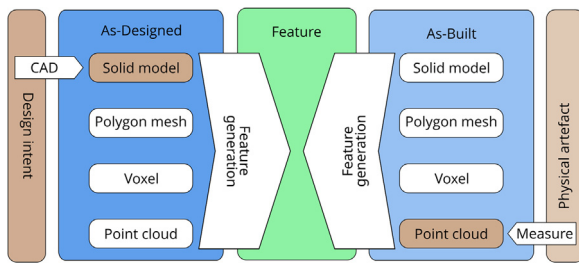 Design intent
CAD
As-Designed
Solid model
Polygon mesh
Voxel
Point cloud
Feature
generation
Feature
Feature
generation
As-Built
Solid model
Polygon mesh
Voxel
Point cloud
Measure
Physical artefact